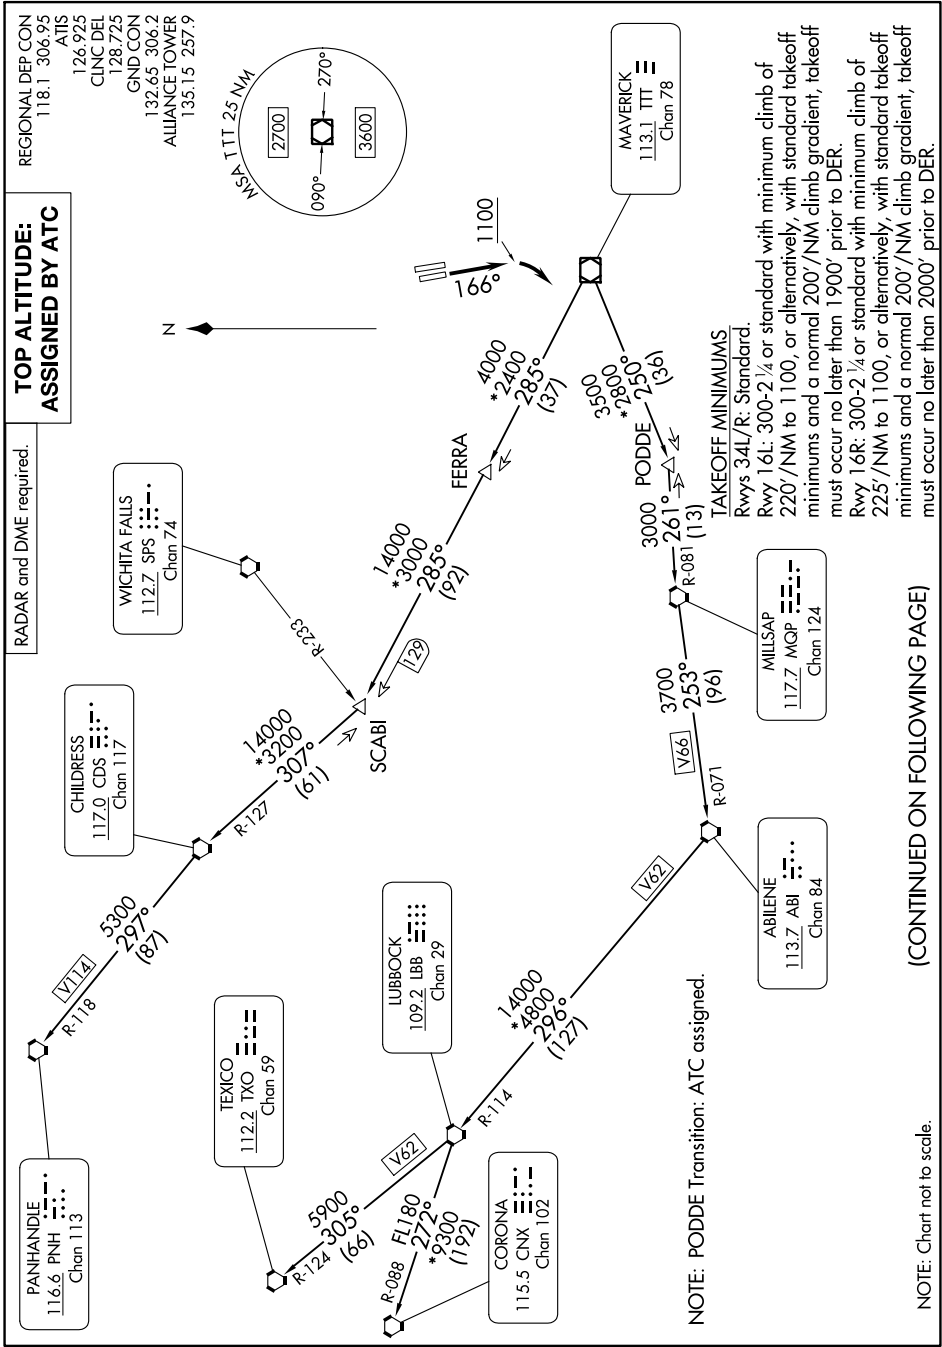 REGIONAL DEP CON
118.1 306.95
ATIS
126.925
CLNC DEL
128.725
GND CON
132.65 306.2
ALLIANCE TOWER
135.15 257.9
TOP ALTITUDE:
ASSIGNED BY ATC
RADAR and DME required.
MSA TTT 25 NM
2700
090°
270°
3600
N
PANHANDLE
116.6 PNH
Chan 113
R-118
V114
5300
297°
(87)
CHILDRESS
117.0 CDS
Chan 117
R-127
14000
*3200
307°
(61)
WICHITA FALLS
112.7 SPS
Chan 74
R-233
SCABI
129
14000
*3000
285°
(92)
FERRA
4000
*2400
285°
(37)
166°
1100
MAVERICK
113.1 TTT
Chan 78
TEXICO
112.2 TXO
Chan 59
R-124
5900
305°
(66)
V62
LUBBOCK
109.2 LBB
Chan 29
R-088
FL180
272°
*9300
(192)
CORONA
115.5 CNX
Chan 102
R-114
14000
*4800
296°
(127)
V62
ABILENE
113.7 ABI
Chan 84
R-071
V66
3700
253°
(96)
MILLSAP
117.7 MQP
Chan 124
R-081
3000
261°
(13)
PODDE
3500
*2800
250°
(36)
TAKEOFF MINIMUMS
Rwys 34L/R: Standard.
Rwy 16L: 300-2 ¼ or standard with minimum climb of
220'/NM to 1100, or alternatively, with standard takeoff
minimums and a normal 200'/NM climb gradient, takeoff
must occur no later than 1900' prior to DER.
Rwy 16R: 300-2 ¼ or standard with minimum climb of
225'/NM to 1100, or alternatively, with standard takeoff
minimums and a normal 200'/NM climb gradient, takeoff
must occur no later than 2000' prior to DER.
NOTE: PODDE Transition: ATC assigned.
NOTE: Chart not to scale.
(CONTINUED ON FOLLOWING PAGE)